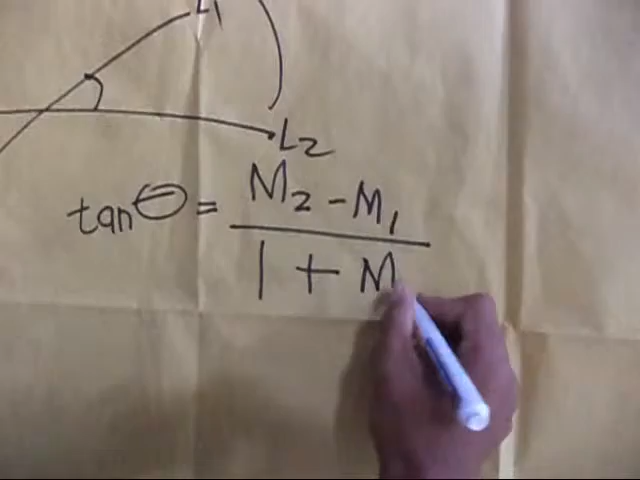 L1
L2
tanΘ = M2 - M1
1 + M